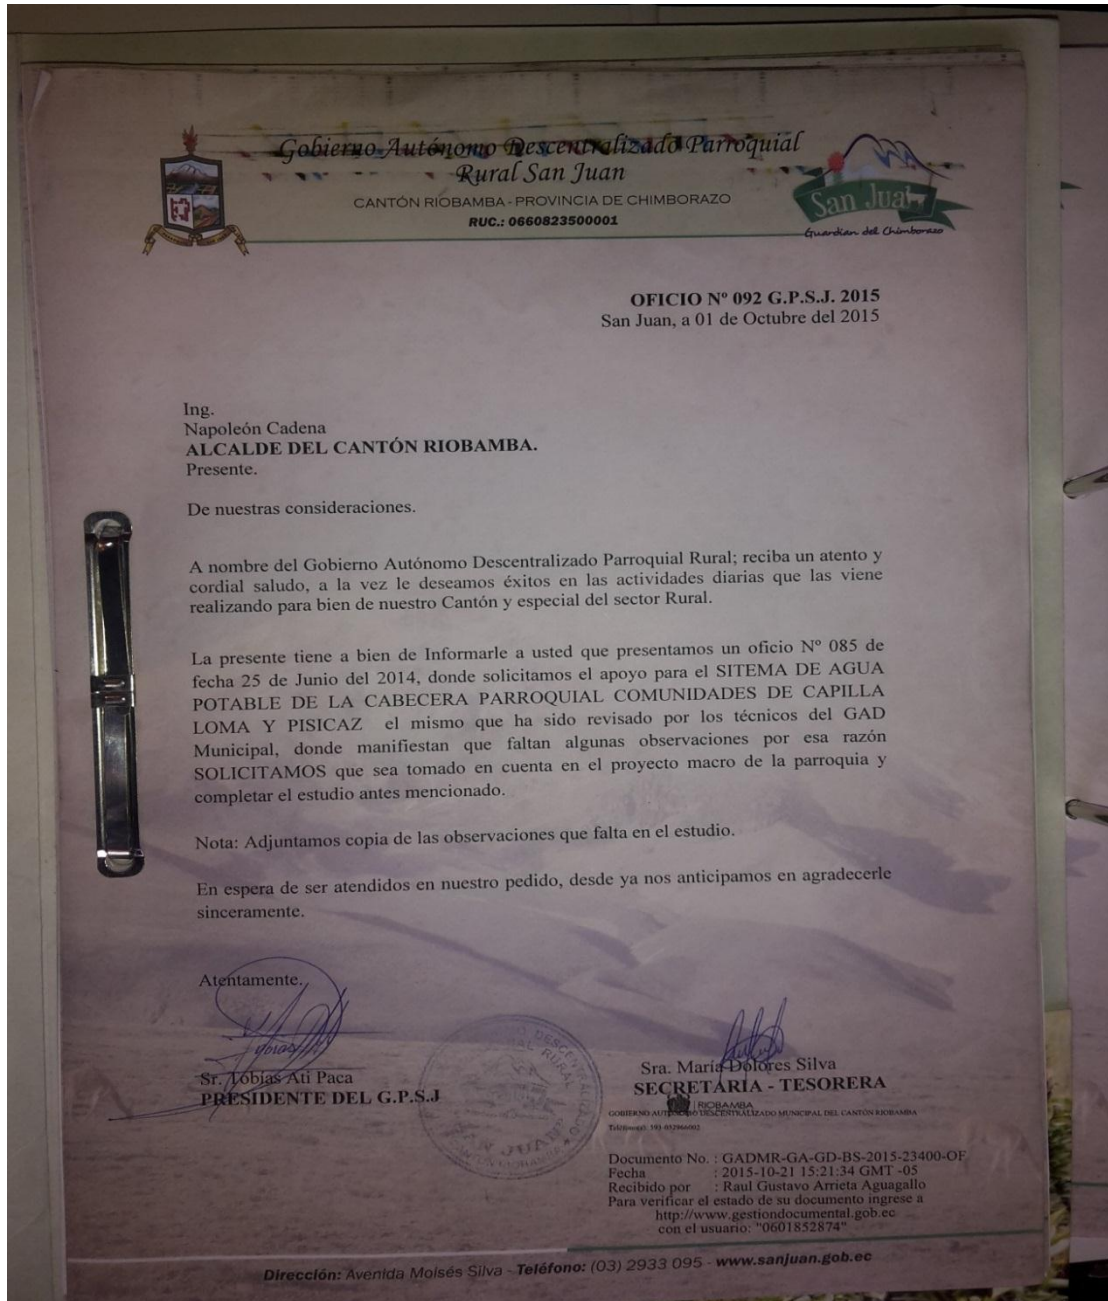 Gobierno Autónomo Descentralizado Parroquial
Rural San Juan
CANTÓN RIOBAMBA - PROVINCIA DE CHIMBORAZO
RUC.: 0660823500001
San Juan
Guardian del Chimborazo
OFICIO Nº 092 G.P.S.J. 2015
San Juan, a 01 de Octubre del 2015
Ing.
Napoleón Cadena
ALCALDE DEL CANTÓN RIOBAMBA.
Presente.
De nuestras consideraciones.
A nombre del Gobierno Autónomo Descentralizado Parroquial Rural; reciba un atento y
cordial saludo, a la vez le deseamos éxitos en las actividades diarias que las viene
realizando para bien de nuestro Cantón y especial del sector Rural.
La presente tiene a bien de Informarle a usted que presentamos un oficio Nº 085 de
fecha 25 de Junio del 2014, donde solicitamos el apoyo para el SITEMA DE AGUA
POTABLE DE LA CABECERA PARROQUIAL COMUNIDADES DE CAPILLA
LOMA Y PISICAZ el mismo que ha sido revisado por los técnicos del GAD
Municipal, donde manifiestan que faltan algunas observaciones por esa razón
SOLICITAMOS que sea tomado en cuenta en el proyecto macro de la parroquia y
completar el estudio antes mencionado.
Nota: Adjuntamos copia de las observaciones que falta en el estudio.
En espera de ser atendidos en nuestro pedido, desde ya nos anticipamos en agradecerle
sinceramente.
Atentamente,
Sr. Tobías Ati Paca
PRESIDENTE DEL G.P.S.J
Sra. María Dolores Silva
SECRETARIA - TESORERA
RIOBAMBA
GOBIERNO AUTÓNOMO DESCENTRALIZADO MUNICIPAL DEL CANTÓN RIOBAMBA
Documento No. : GADMR-GA-GD-BS-2015-23400-OF
Fecha : 2015-10-21 15:21:34 GMT -05
Recibido por : Raul Gustavo Arrieta Aguagallo
Para verificar el estado de su documento ingrese a
http://www.gestiondocumental.gob.ec
con el usuario: "0601852874"
Dirección: Avenida Moisés Silva - Teléfono: (03) 2933 095 - www.sanjuan.gob.ec